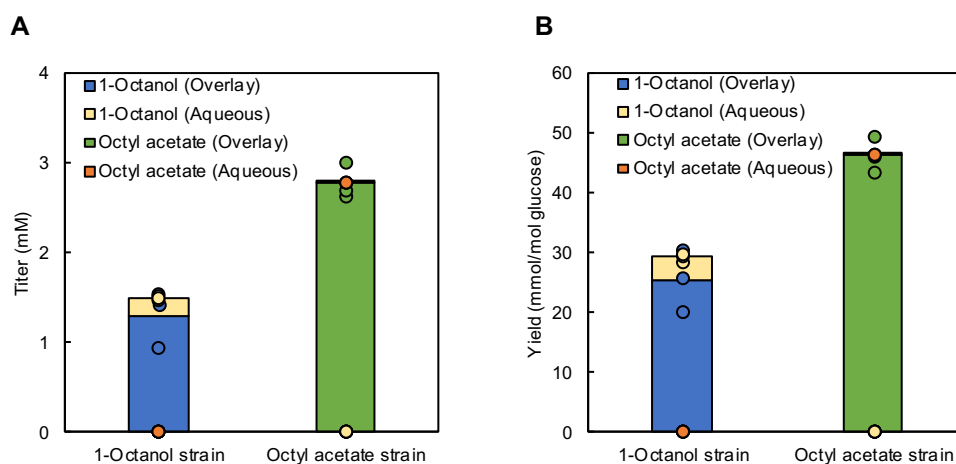 A
Titer (mM)
4
3
2
1
0
1-Octanol (Overlay)
1-Octanol (Aqueous)
Octyl acetate (Overlay)
Octyl acetate (Aqueous)
1-Octanol strain
Octyl acetate strain
B
Yield (mmol/mol glucose)
60
50
40
30
20
10
0
1-Octanol (Overlay)
1-Octanol (Aqueous)
Octyl acetate (Overlay)
Octyl acetate (Aqueous)
1-Octanol strain
Octyl acetate strain